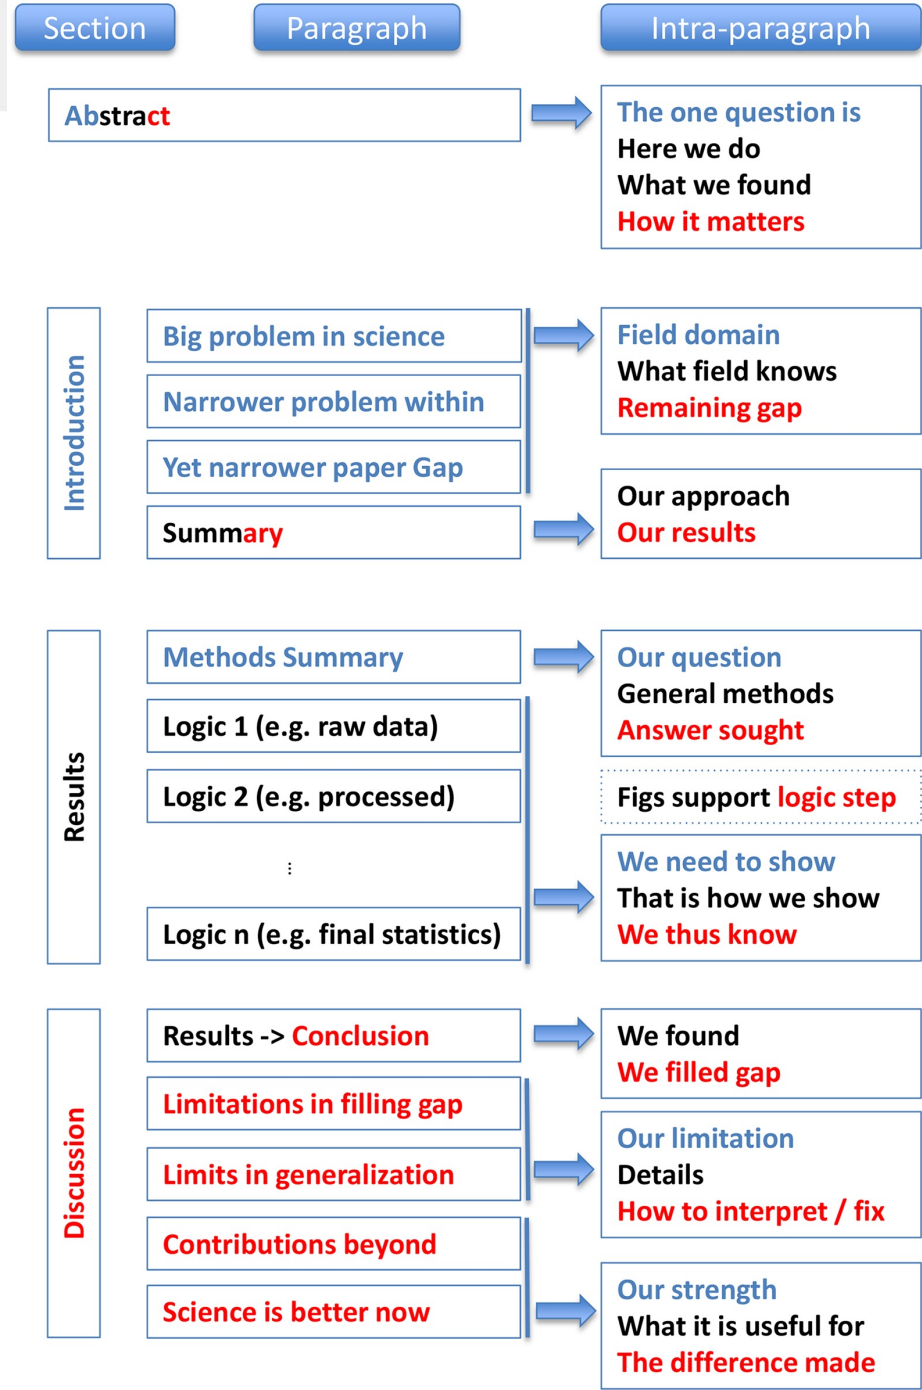 Section
Paragraph
Intra-paragraph
Abstract
The one question is
Here we do
What we found
How it matters
Introduction
Big problem in science
Narrower problem within
Yet narrower paper Gap
Summary
Field domain
What field knows
Remaining gap
Our approach
Our results
Results
Methods Summary
Logic 1 (e.g. raw data)
Logic 2 (e.g. processed)
...
Logic n (e.g. final statistics)
Our question
General methods
Answer sought
Figs support logic step
We need to show
That is how we show
We thus know
Discussion
Results -> Conclusion
Limitations in filling gap
Limits in generalization
Contributions beyond
Science is better now
We found
We filled gap
Our limitation
Details
How to interpret / fix
Our strength
What it is useful for
The difference made